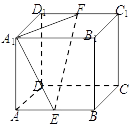 D₁ F C₁
A₁ B₁
D C
A E B